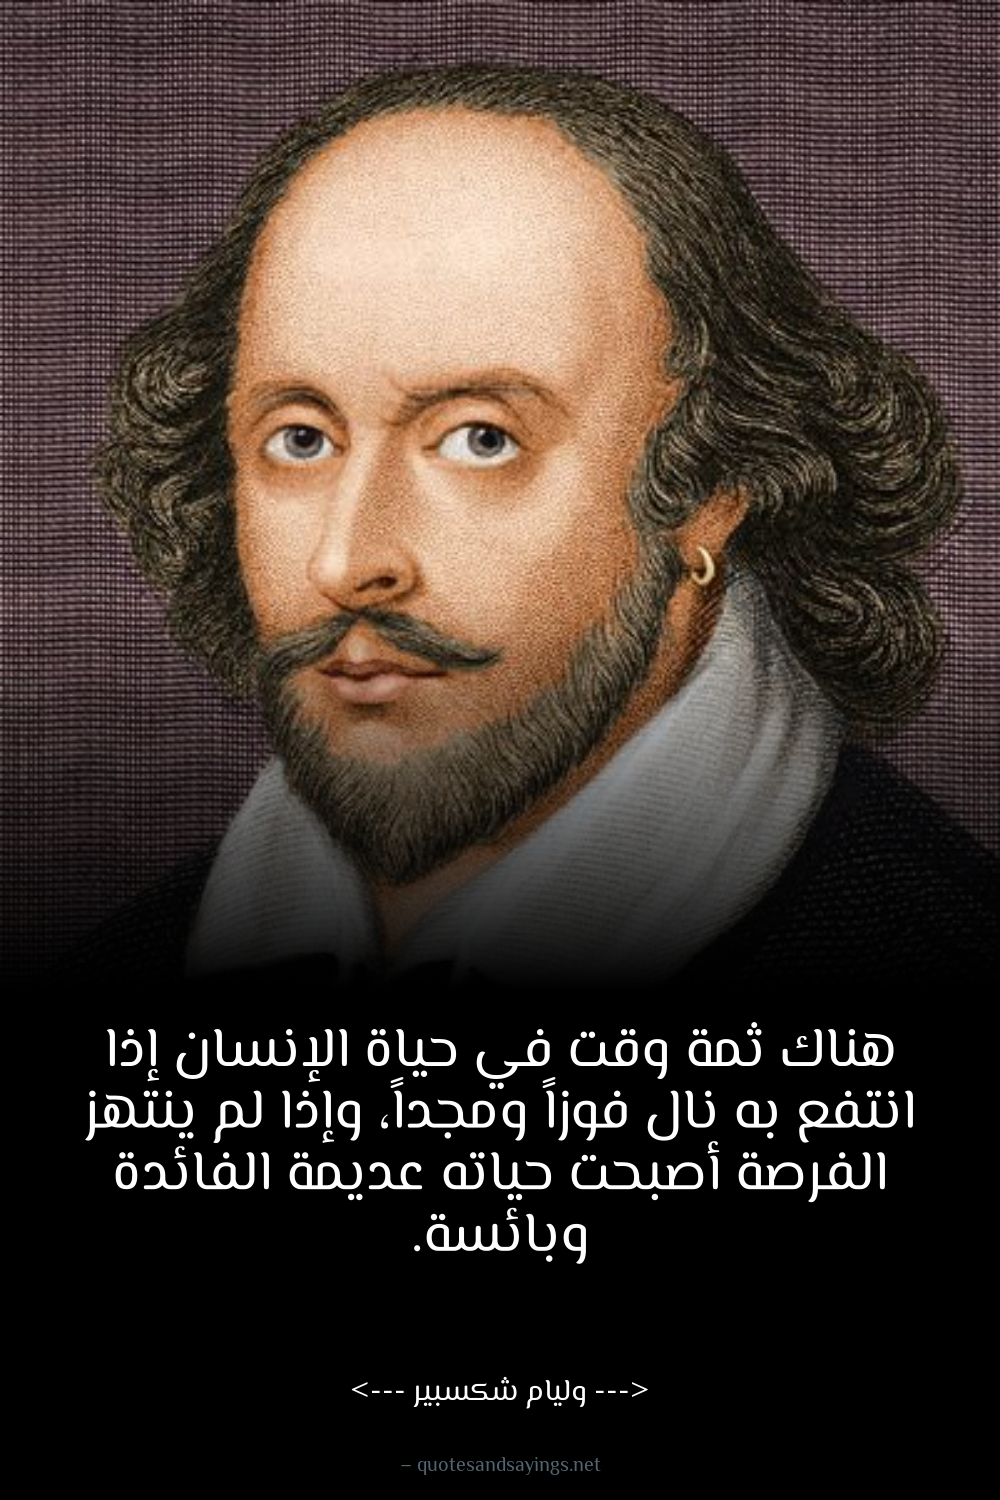 هناك ثمة وقت في حياة الإنسان إذا
انتفع به نال فوزاً ومجداً، وإذا لم ينتهز
الفرصة أصبحت حياته عديمة الفائدة
وبائسة.
<--- وليام شكسبير --->
– quotesandsayings.net